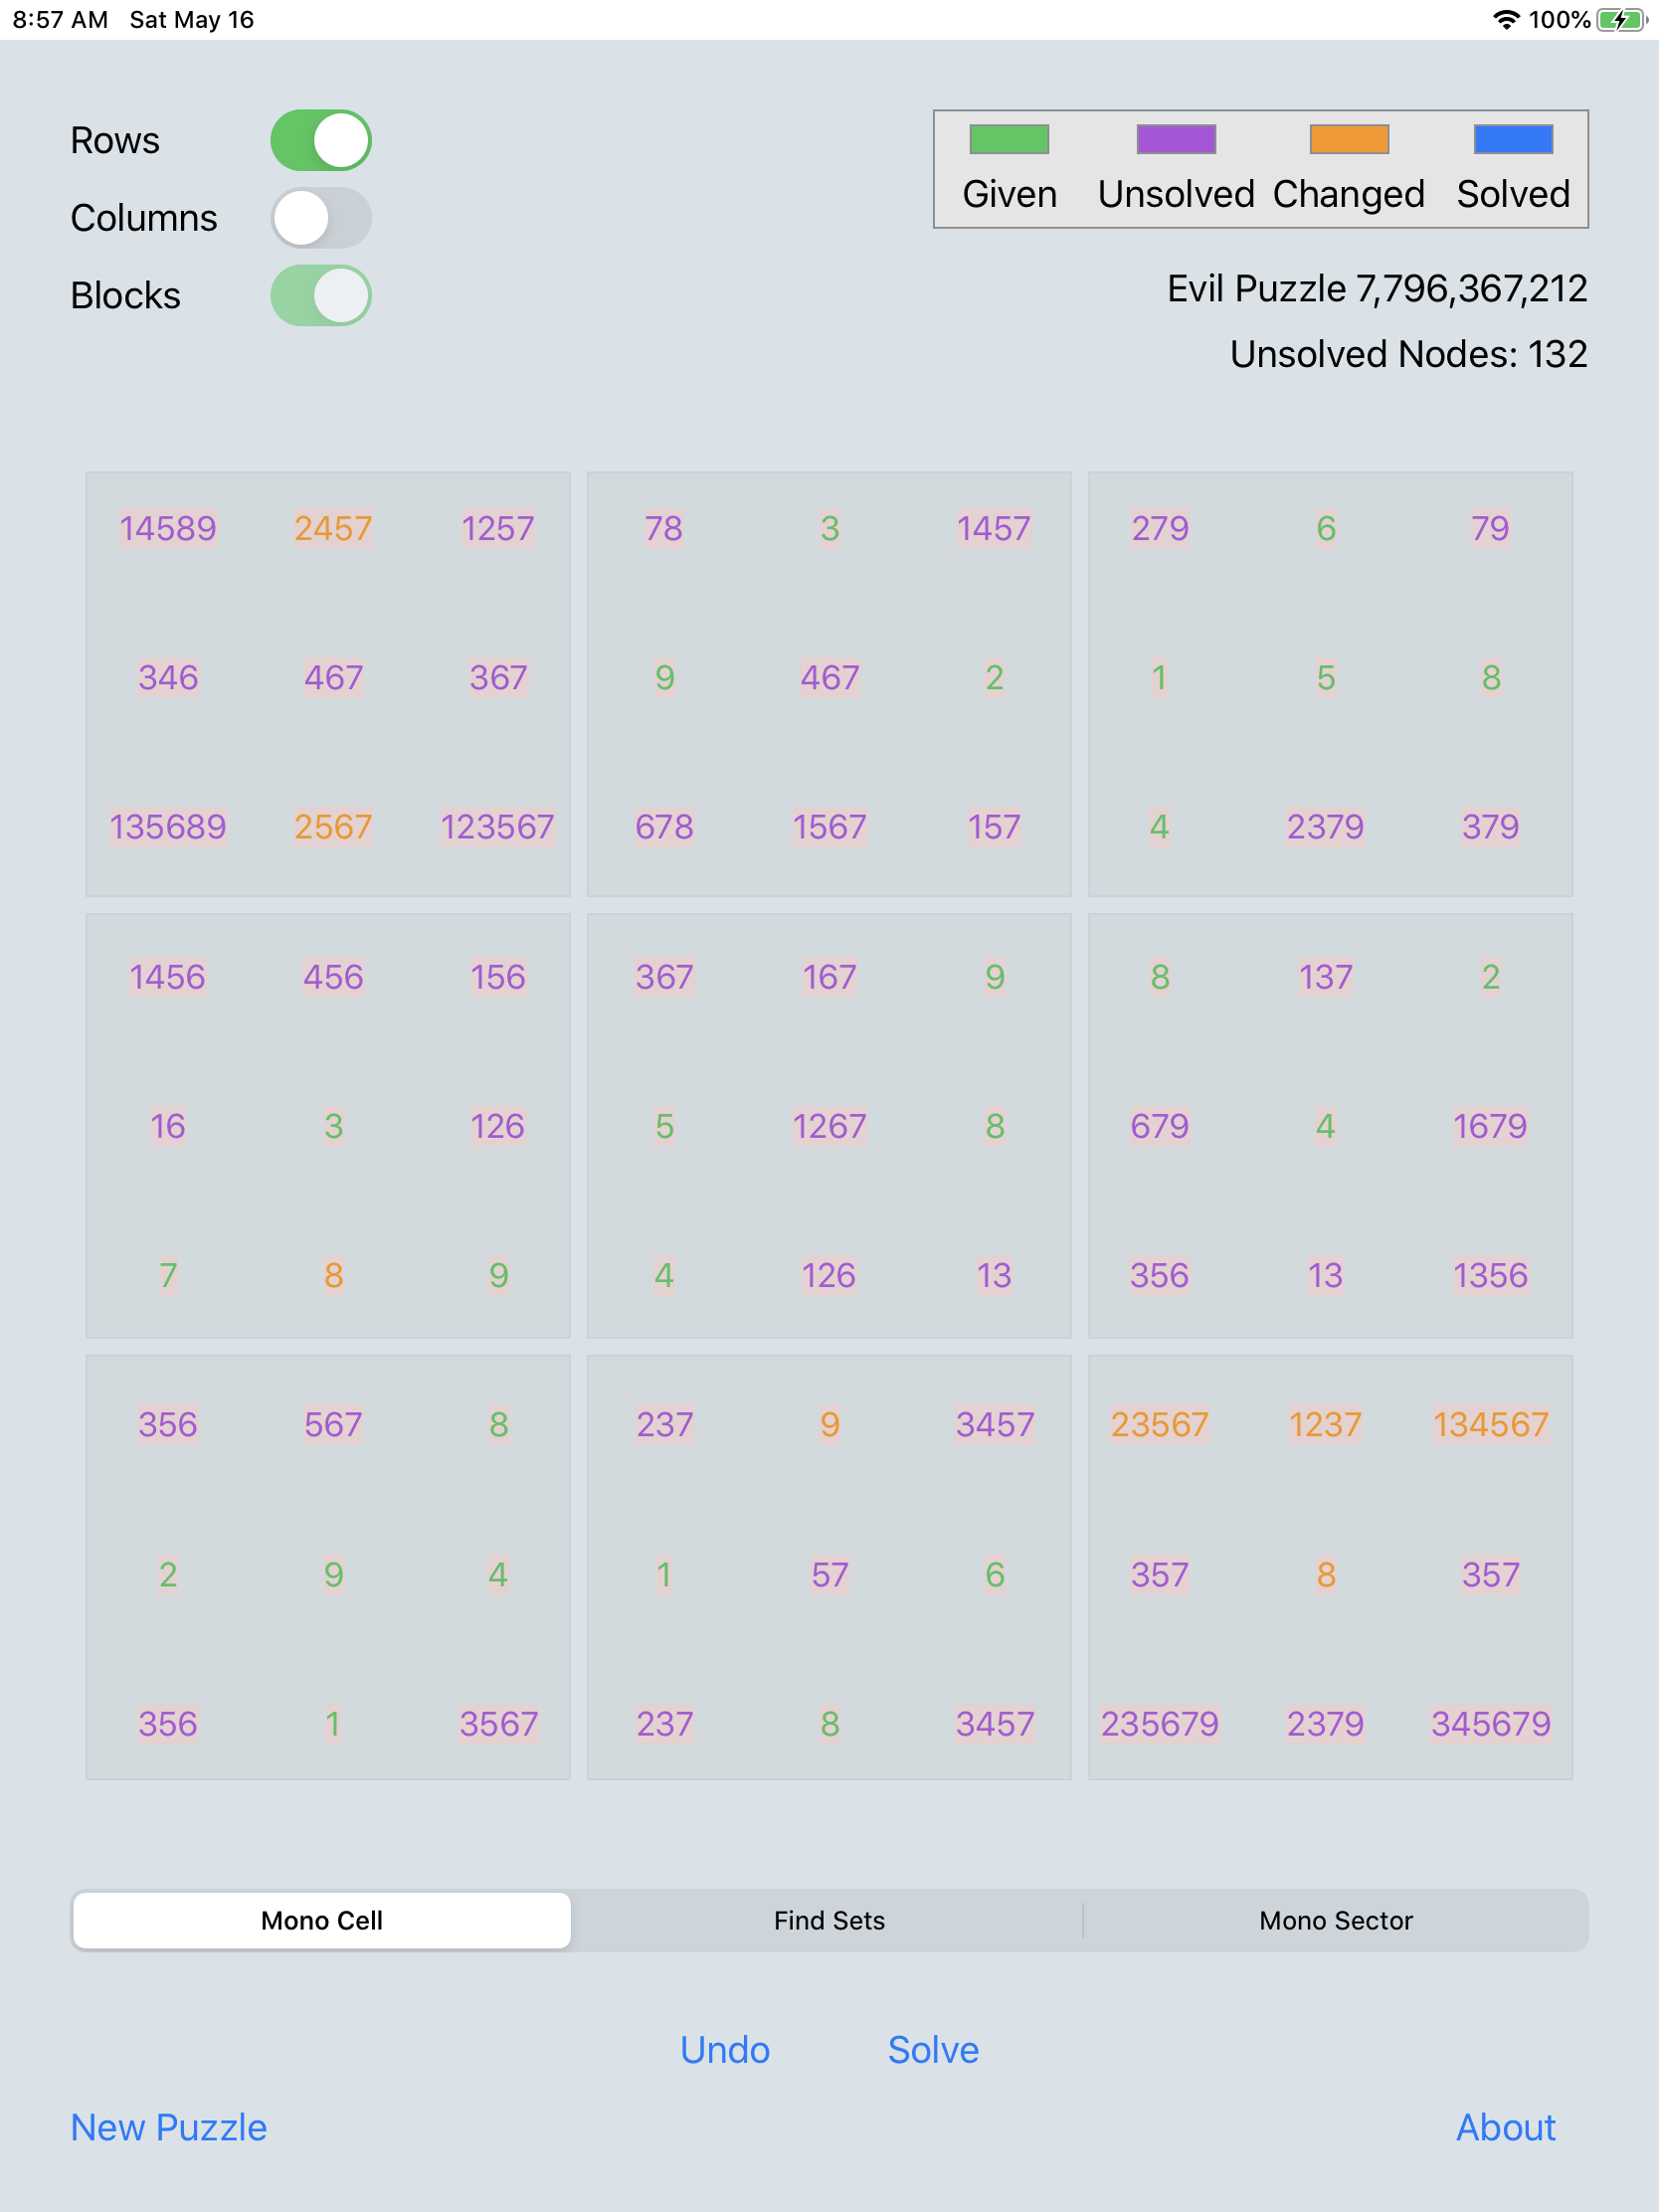 8:57 AM Sat May 16 100%
Rows
Columns
Blocks
Given Unsolved Changed Solved
Evil Puzzle 7,796,367,212
Unsolved Nodes: 132
14589 2457 1257 78 3 1457 279 6 79
346 467 367 9 467 2 1 5 8
135689 2567 123567 678 1567 157 4 2379 379
1456 456 156 367 167 9 8 137 2
16 3 126 5 1267 8 679 4 1679
7 8 9 4 126 13 356 13 1356
356 567 8 237 9 3457 23567 1237 134567
2 9 4 1 57 6 357 8 357
356 1 3567 237 8 3457 235679 2379 345679
Mono Cell Find Sets Mono Sector
Undo Solve
New Puzzle About